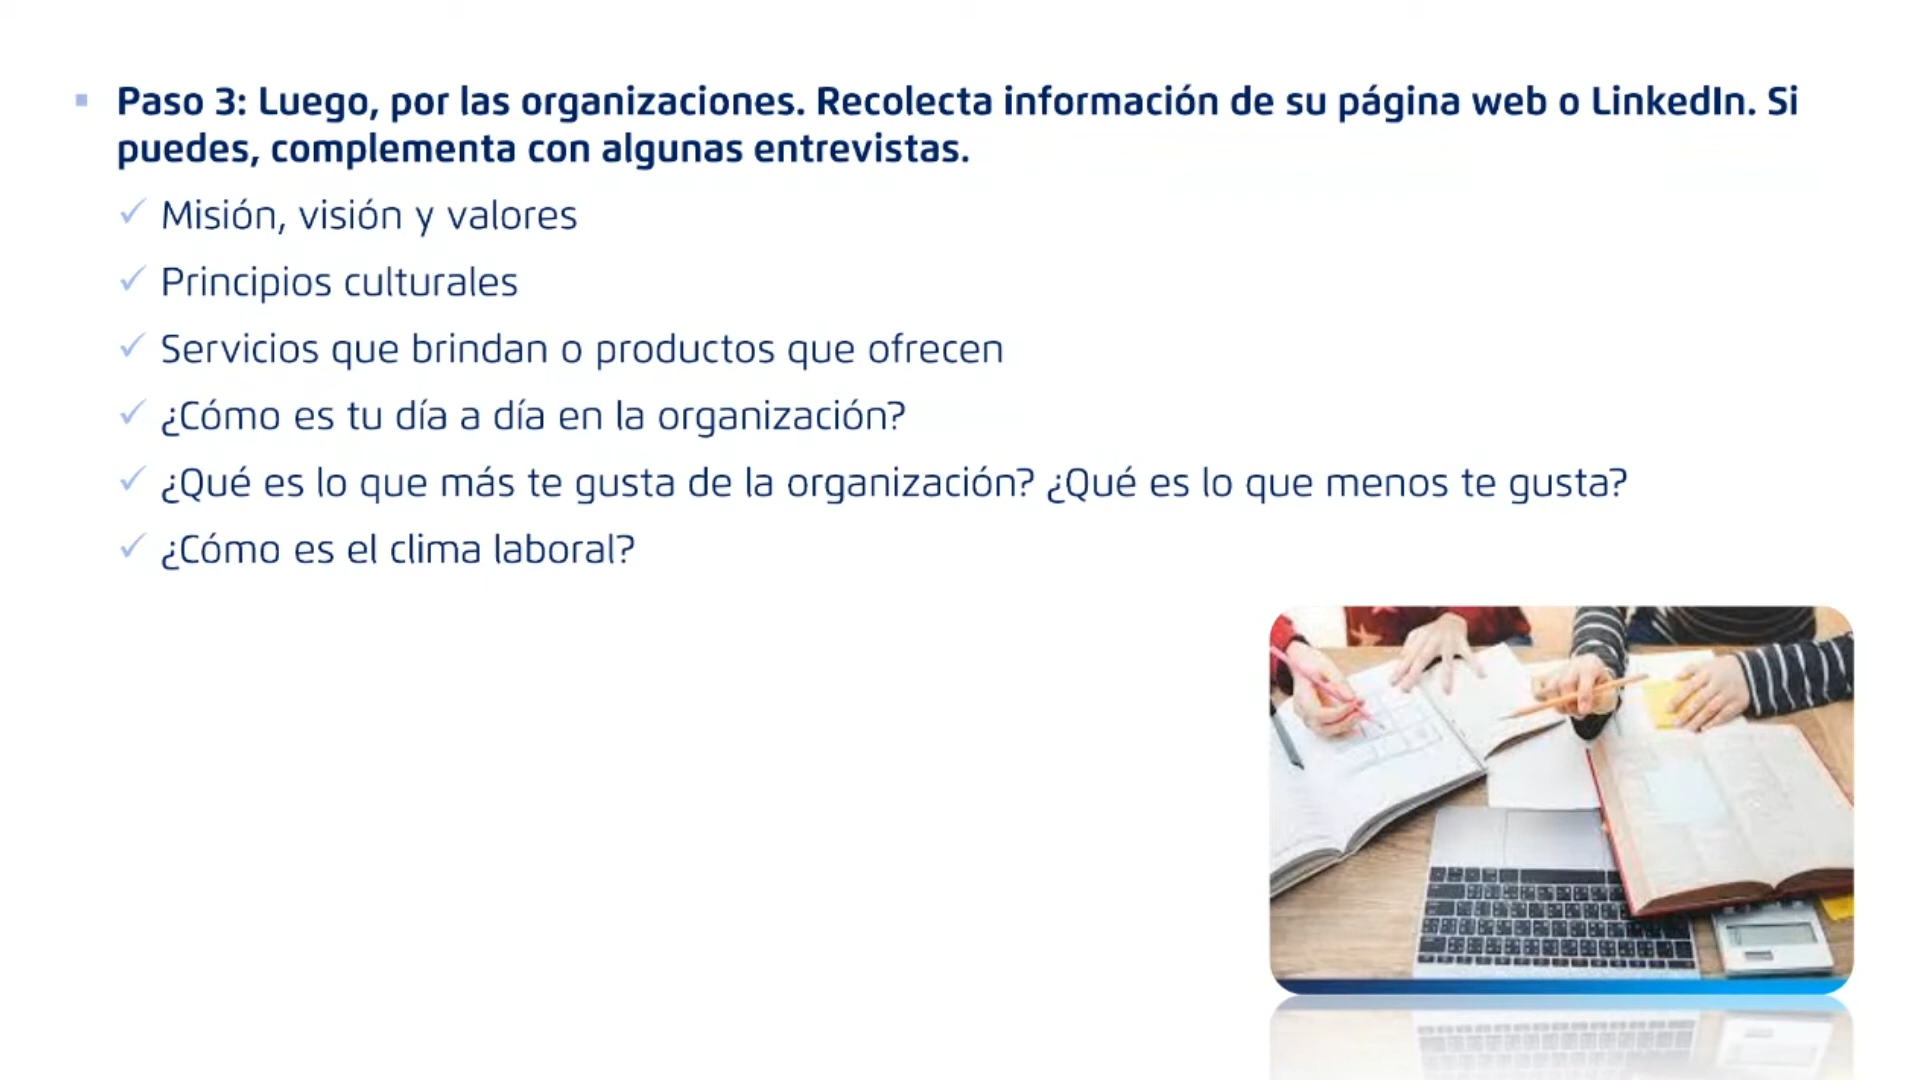 Paso 3: Luego, por las organizaciones. Recolecta información de su página web o LinkedIn. Si
puedes, complementa con algunas entrevistas.
Misión, visión y valores
Principios culturales
Servicios que brindan o productos que ofrecen
¿Cómo es tu día a día en la organización?
¿Qué es lo que más te gusta de la organización? ¿Qué es lo que menos te gusta?
¿Cómo es el clima laboral?